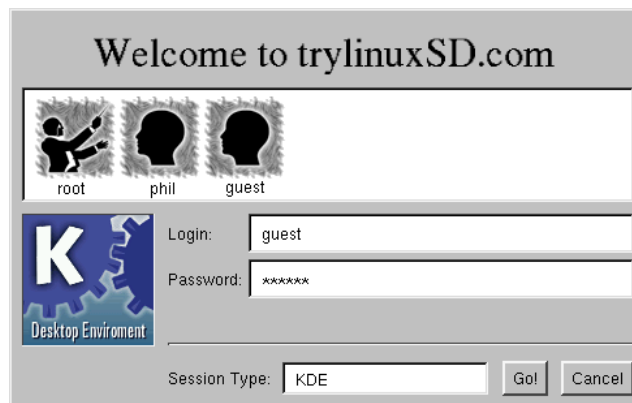 Welcome to trylinuxSD.com
root phil guest
K
Desktop Enviroment
Login: guest
Password: ******
Session Type: KDE Go! Cancel